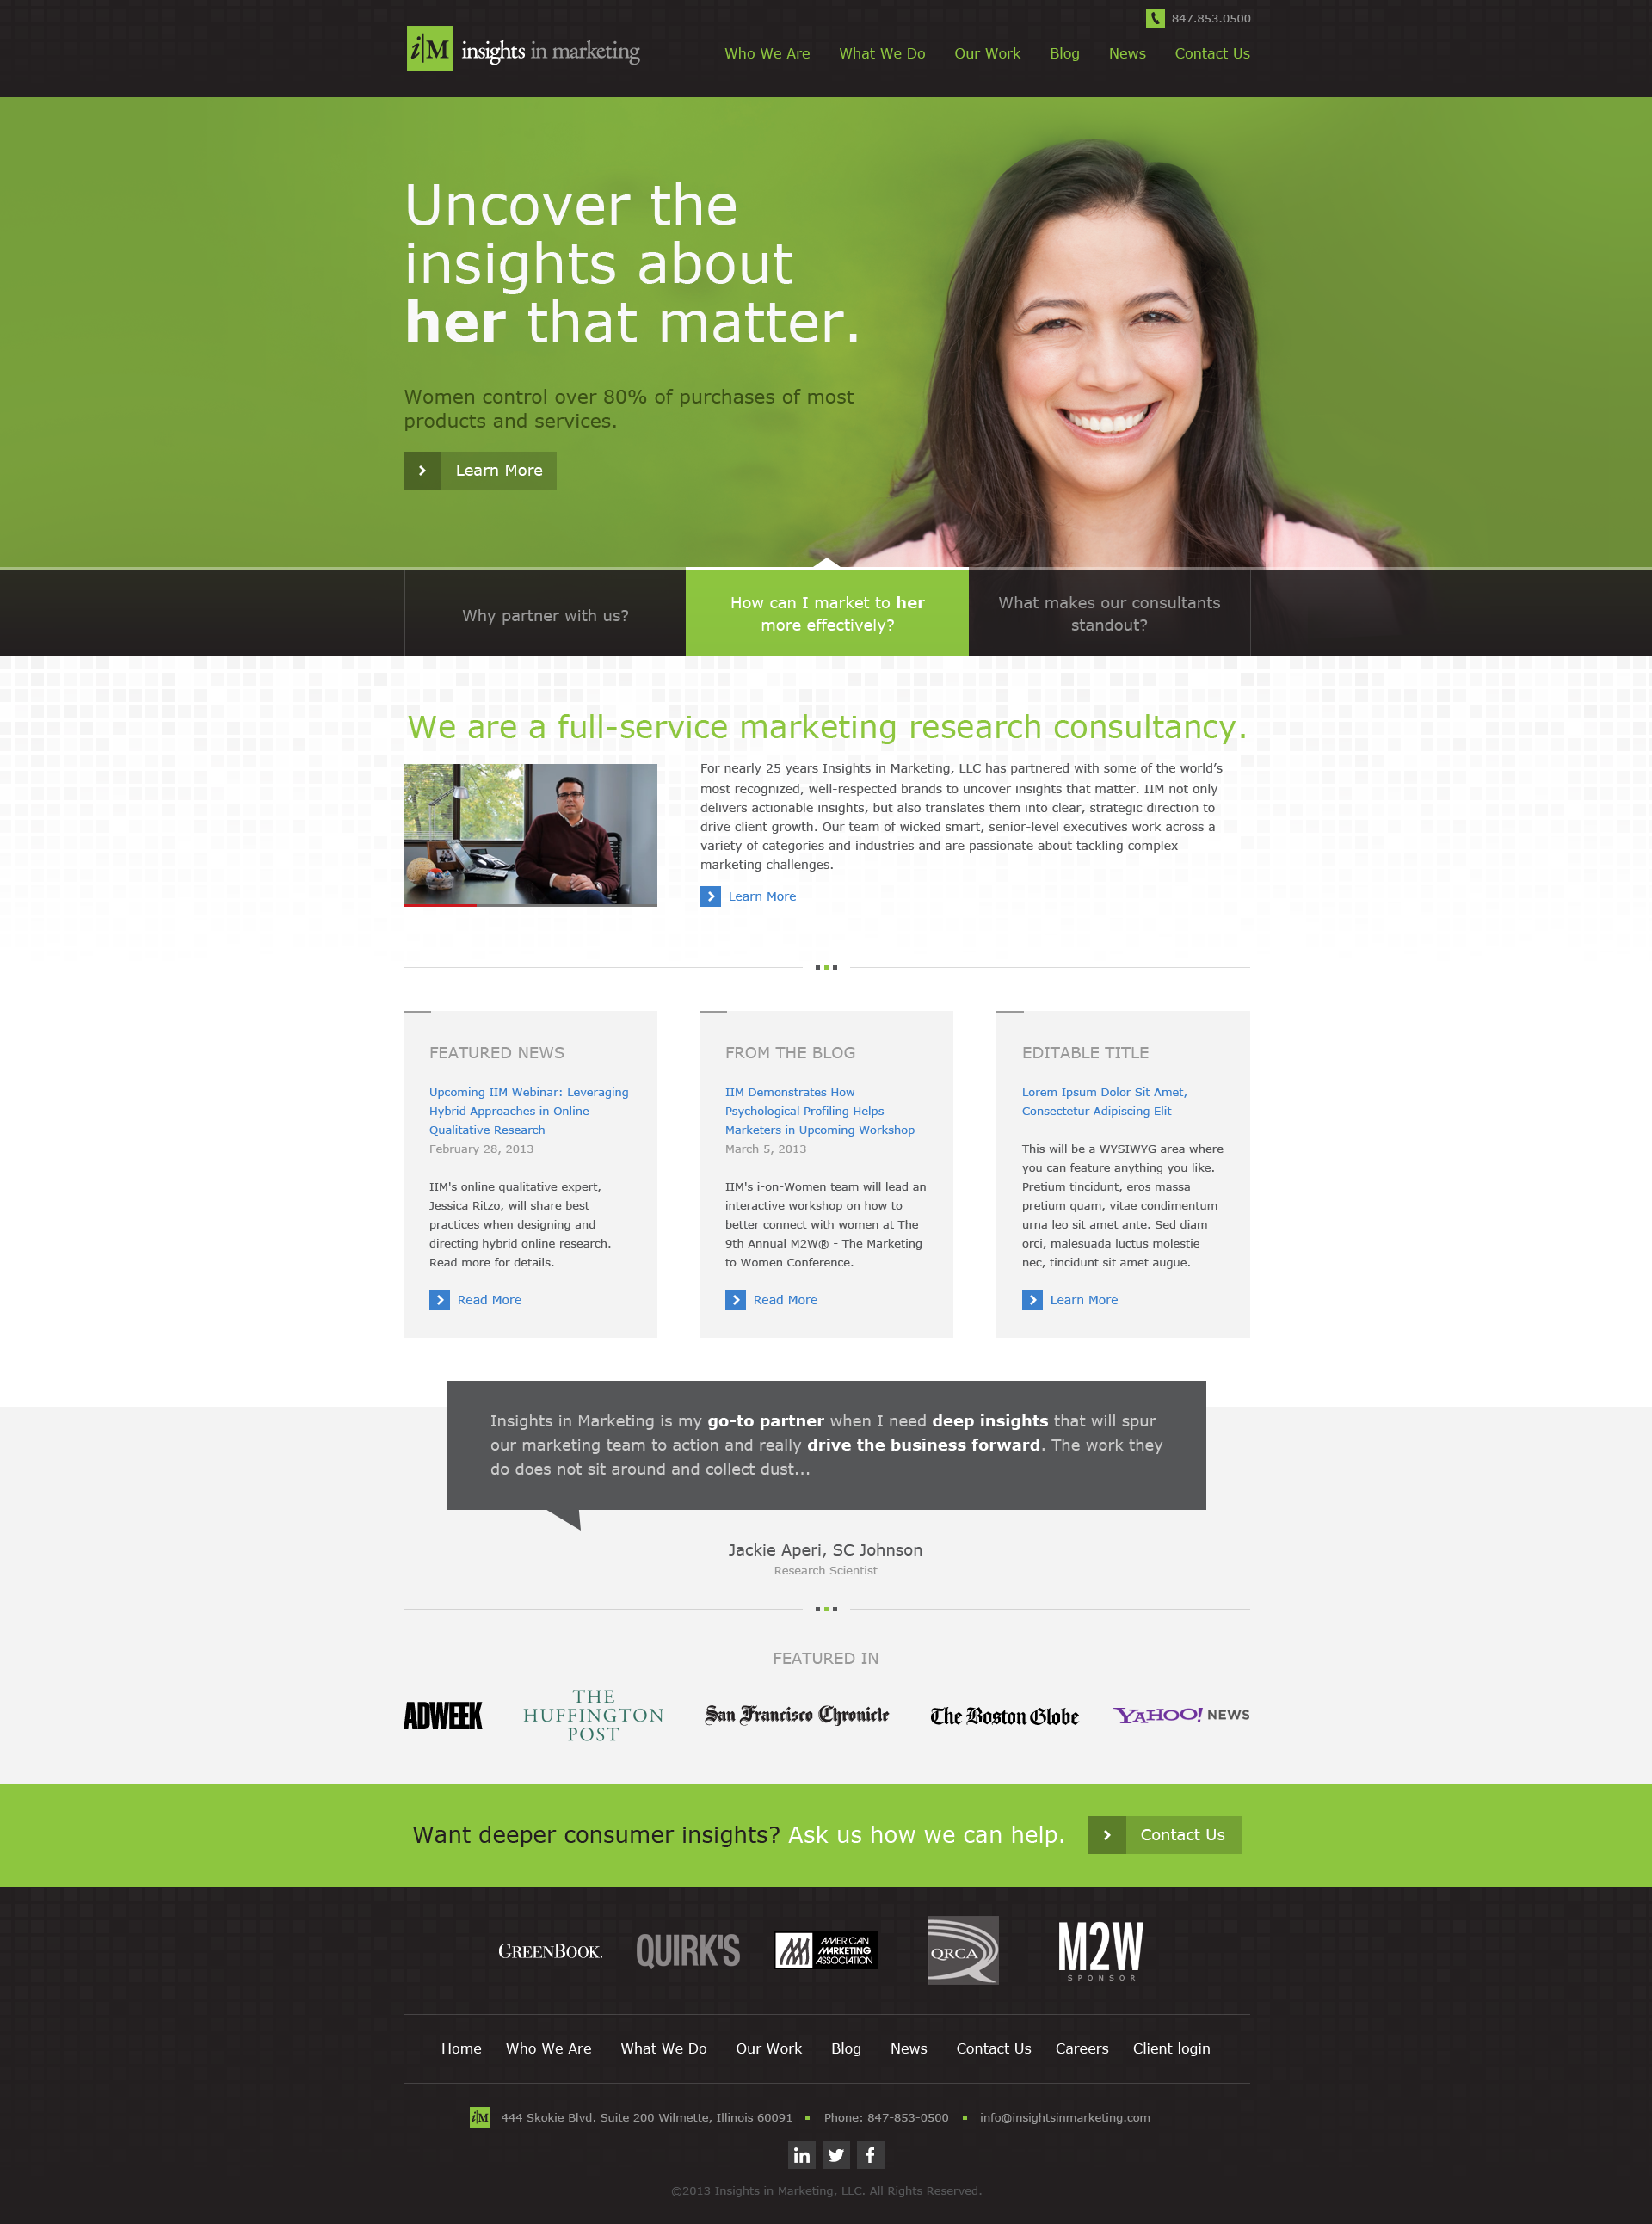 847.853.0500
i|M insights in marketing
Who We Are What We Do Our Work Blog News Contact Us
Uncover the
insights about
her that matter.
Women control over 80% of purchases of most
products and services.
Learn More
Why partner with us?
How can I market to her
more effectively?
What makes our consultants
standout?
We are a full-service marketing research consultancy.
For nearly 25 years Insights in Marketing, LLC has partnered with some of the world’s
most recognized, well-respected brands to uncover insights that matter. IIM not only
delivers actionable insights, but also translates them into clear, strategic direction to
drive client growth. Our team of wicked smart, senior-level executives work across a
variety of categories and industries and are passionate about tackling complex
marketing challenges.
Learn More
FEATURED NEWS
Upcoming IIM Webinar: Leveraging
Hybrid Approaches in Online
Qualitative Research
February 28, 2013
IIM's online qualitative expert,
Jessica Ritzo, will share best
practices when designing and
directing hybrid online research.
Read more for details.
Read More
FROM THE BLOG
IIM Demonstrates How
Psychological Profiling Helps
Marketers in Upcoming Workshop
March 5, 2013
IIM's i-on-Women team will lead an
interactive workshop on how to
better connect with women at The
9th Annual M2W® - The Marketing
to Women Conference.
Read More
EDITABLE TITLE
Lorem Ipsum Dolor Sit Amet,
Consectetur Adipiscing Elit
This will be a WYSIWYG area where
you can feature anything you like.
Pretium tincidunt, eros massa
pretium quam, vitae condimentum
urna leo sit amet ante. Sed diam
orci, malesuada luctus molestie
nec, tincidunt sit amet augue.
Learn More
Insights in Marketing is my go-to partner when I need deep insights that will spur
our marketing team to action and really drive the business forward. The work they
do does not sit around and collect dust...
Jackie Aperi, SC Johnson
Research Scientist
FEATURED IN
ADWEEK
THE
HUFFINGTON
POST
San Francisco Chronicle
The Boston Globe
YAHOO! NEWS
Want deeper consumer insights? Ask us how we can help.
Contact Us
GREENBOOK.
QUIRK'S
AMERICAN
MARKETING
ASSOCIATION
QRCA
M2W
SPONSOR
Home Who We Are What We Do Our Work Blog News Contact Us Careers Client login
i|M 444 Skokie Blvd. Suite 200 Wilmette, Illinois 60091 Phone: 847-853-0500 info@insightsinmarketing.com
in f
©2013 Insights in Marketing, LLC. All Rights Reserved.